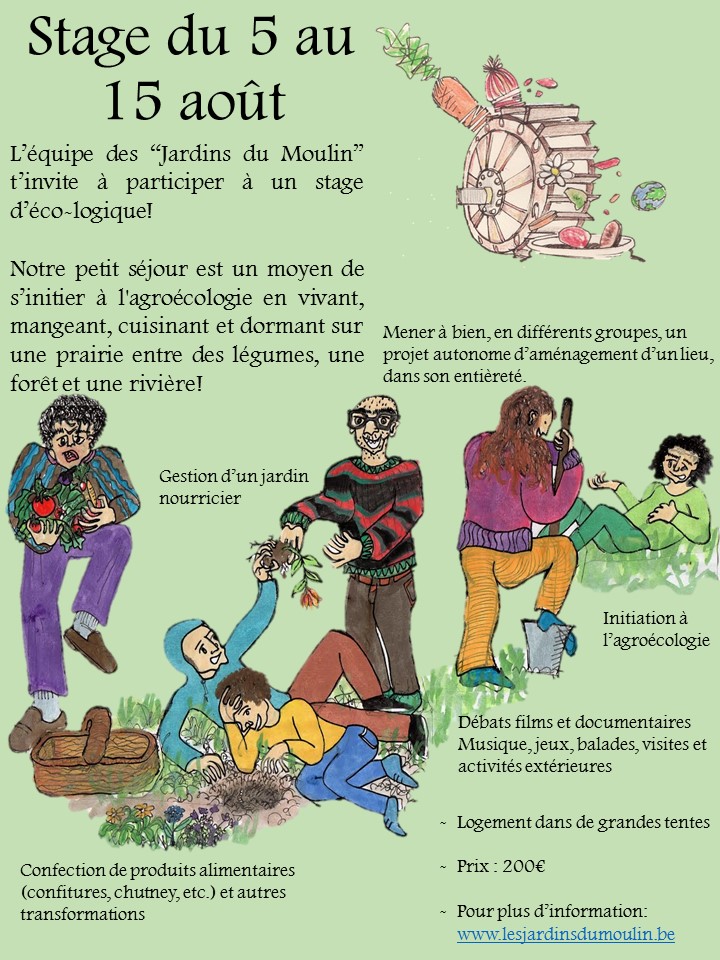 Stage du 5 au
15 août
L’équipe des “Jardins du Moulin”
t’invite à participer à un stage
d’éco-logique!
Notre petit séjour est un moyen de
s’initier à l'agroécologie en vivant,
mangeant, cuisinant et dormant sur
une prairie entre des légumes, une
forêt et une rivière!
Mener à bien, en différents groupes, un
projet autonome d’aménagement d’un lieu,
dans son entièreté.
Gestion d’un jardin
nourricier
Initiation à
l’agroécologie
Débats films et documentaires
Musique, jeux, balades, visites et
activités extérieures
- Logement dans de grandes tentes
- Prix : 200€
- Pour plus d’information:
www.lesjardinsdumoulin.be
Confection de produits alimentaires
(confitures, chutney, etc.) et autres
transformations